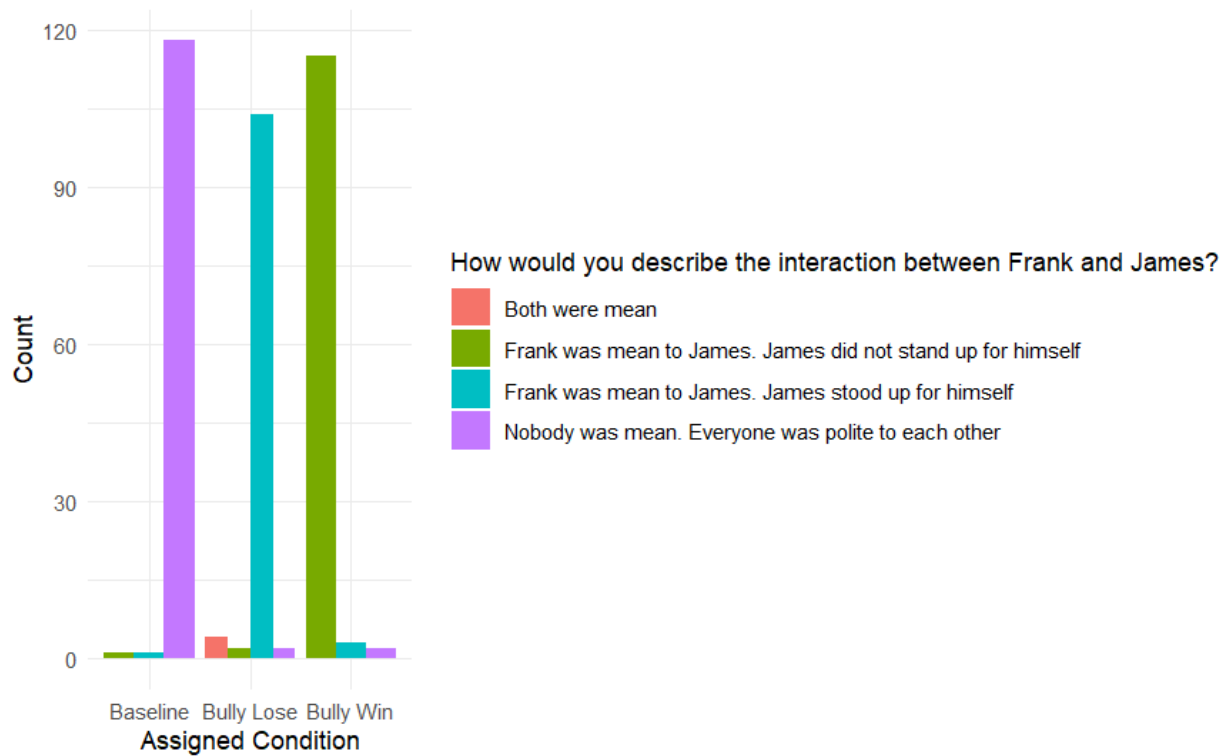 120
90
60
30
0
Count
Baseline Bully Lose Bully Win
Assigned Condition
How would you describe the interaction between Frank and James?
Both were mean
Frank was mean to James. James did not stand up for himself
Frank was mean to James. James stood up for himself
Nobody was mean. Everyone was polite to each other